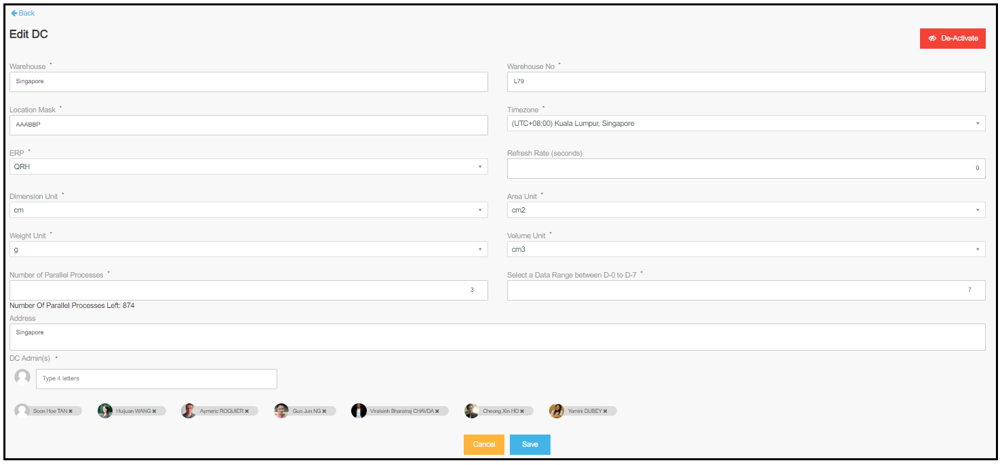 Back
Edit DC
De-Activate
Warehouse *
Warehouse No *
Singapore
L79
Location Mask *
Timezone *
AAABBP
(UTC+08:00) Kuala Lumpur, Singapore
ERP *
Refresh Rate (seconds)
QRH
0
Dimension Unit *
Area Unit *
cm
cm2
Weight Unit *
Volume Unit *
g
cm3
Number of Parallel Processes *
Select a Data Range between D-0 to D-7 *
3
7
Number Of Parallel Processes Left: 874
Address
Singapore
DC Admin(s) *
Type 4 letters
Soon Hoe TAN ✖ Huijuan WANG ✖ Aymeric ROQUIER ✖ Guo Jun NG ✖ Viralsinh Bharatraj CHAVDA ✖ Cheong Xin HO ✖ Yamini DUBEY ✖
Cancel Save